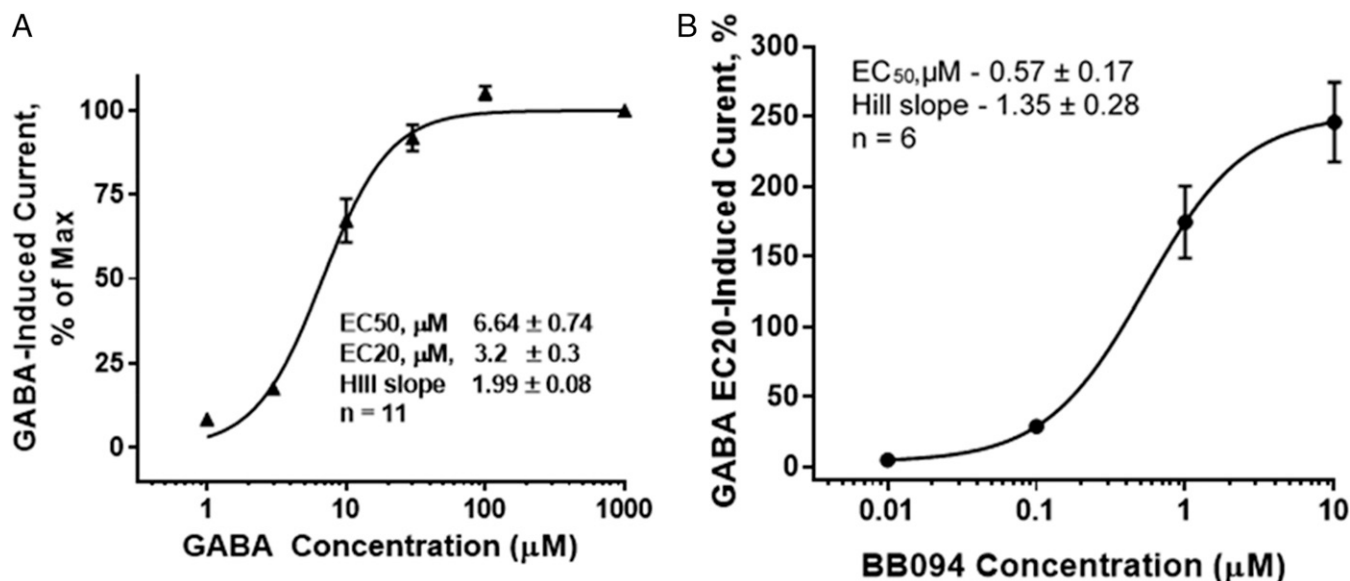 A
GABA-Induced Current,
% of Max
100
75
50
25
0
EC50, μM 6.64 ± 0.74
EC20, μM, 3.2 ± 0.3
HIll slope 1.99 ± 0.08
n = 11
1 10 100 1000
GABA Concentration (μM)
B
GABA EC20-Induced Curent, %
300
250
200
150
100
50
0
EC50,μM - 0.57 ± 0.17
Hill slope - 1.35 ± 0.28
n = 6
0.01 0.1 1 10
BB094 Concentration (μM)